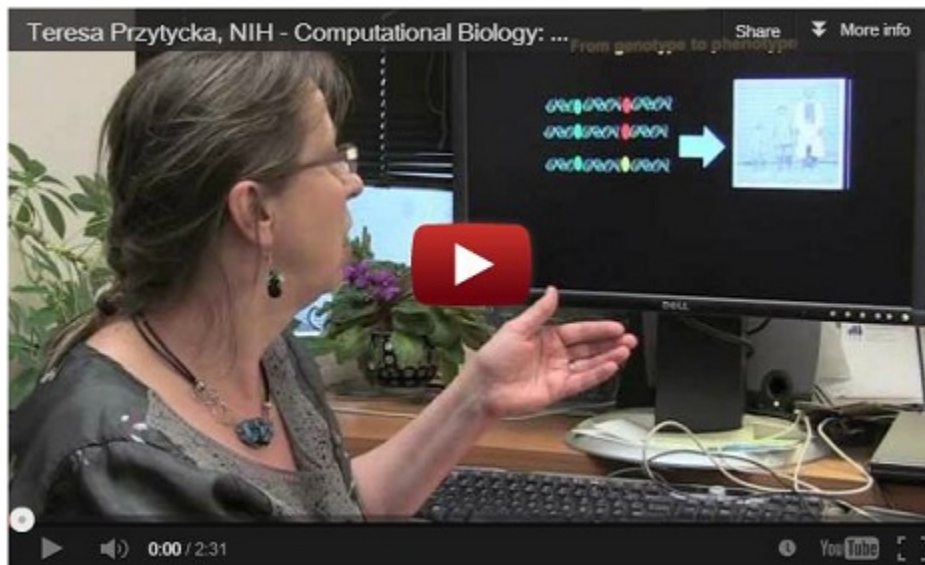 Teresa Przytycka, NIH - Computational Biology: ...
Share
More info
From genotype to phenotype
DELL
0:00 / 2:31
YouTube